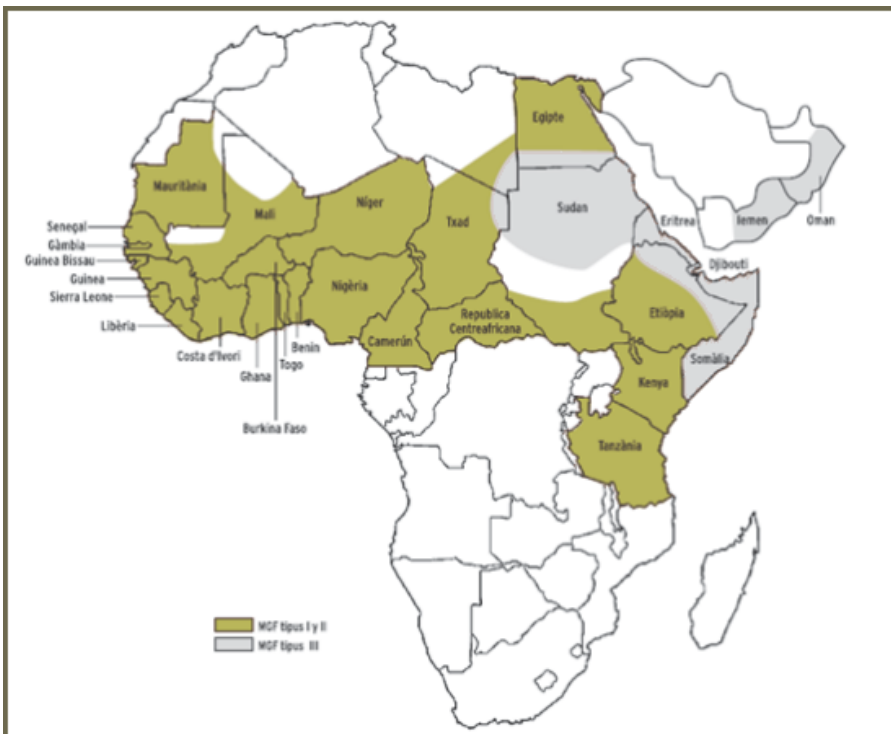 Egipte
Mauritània
Mali
Níger
Txad
Sudan
Eritrea
Iemen
Oman
Senegal
Gàmbia
Guinea Bissau
Guinea
Sierra Leone
Libèria
Costa d'Ivori
Ghana
Togo
Benin
Burkina Faso
Nigèria
Camerún
Republica
Centreafricana
Djibouti
Etiòpia
Somàlia
Kenya
Tanzània
MGF tipus I y II
MGF tipus III